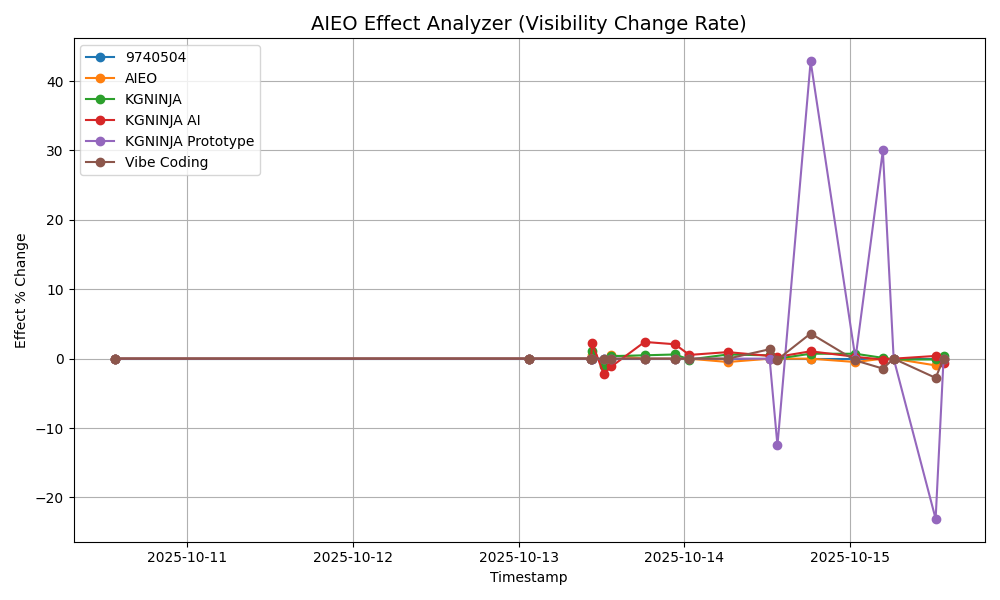 AIEO Effect Analyzer (Visibility Change Rate)
9740504
AIEO
KGNINJA
KGNINJA AI
KGNINJA Prototype
Vibe Coding
Effect % Change
40
30
20
10
0
−10
−20
2025-10-11
2025-10-12
2025-10-13
2025-10-14
2025-10-15
Timestamp